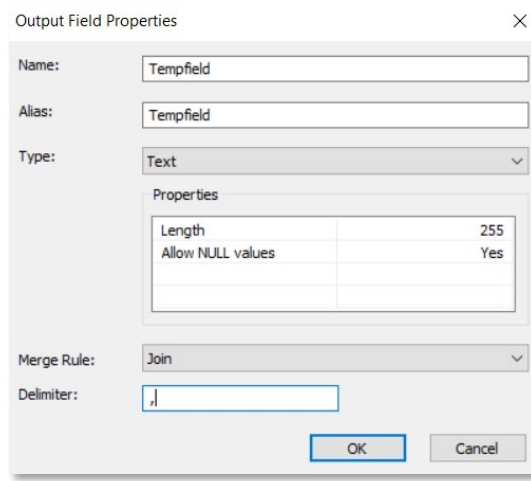 Output Field Properties
Name: Tempfield
Alias: Tempfield
Type: Text
Properties
Length 255
Allow NULL values Yes
Merge Rule: Join
Delimiter: ,
OK Cancel